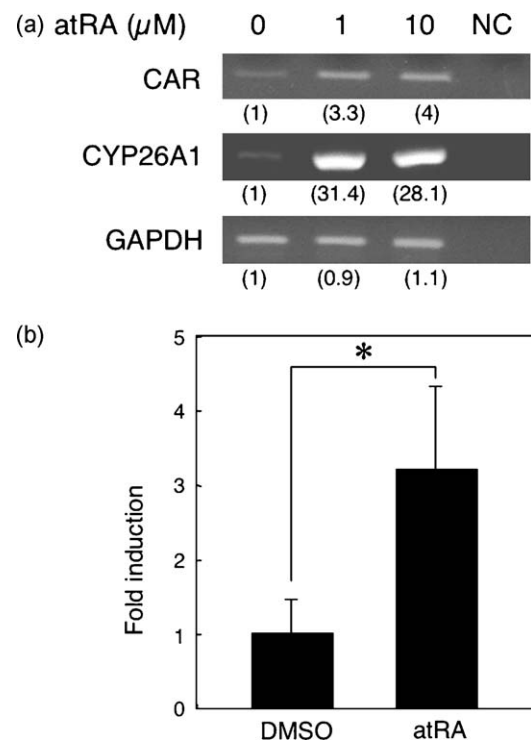 (a) atRA (µM) 0 1 10 NC
CAR
(1) (3.3) (4)
CYP26A1
(1) (31.4) (28.1)
GAPDH
(1) (0.9) (1.1)
(b)
5
*
4
3
Fold induction
2
1
0
DMSO atRA